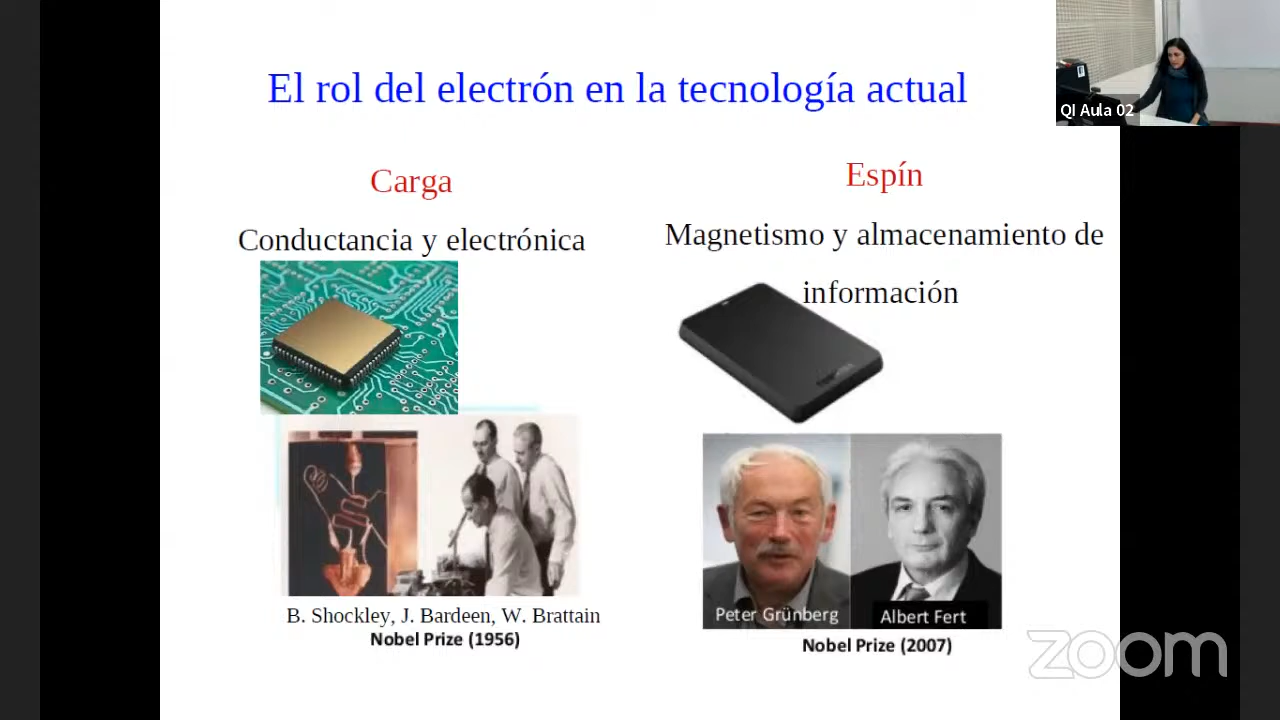 El rol del electrón en la tecnología actual
QI Aula 02
Carga
Conductancia y electrónica
B. Shockley, J. Bardeen, W. Brattain
Nobel Prize (1956)
Espín
Magnetismo y almacenamiento de
información
Peter Grünberg
Albert Fert
Nobel Prize (2007)
zoom